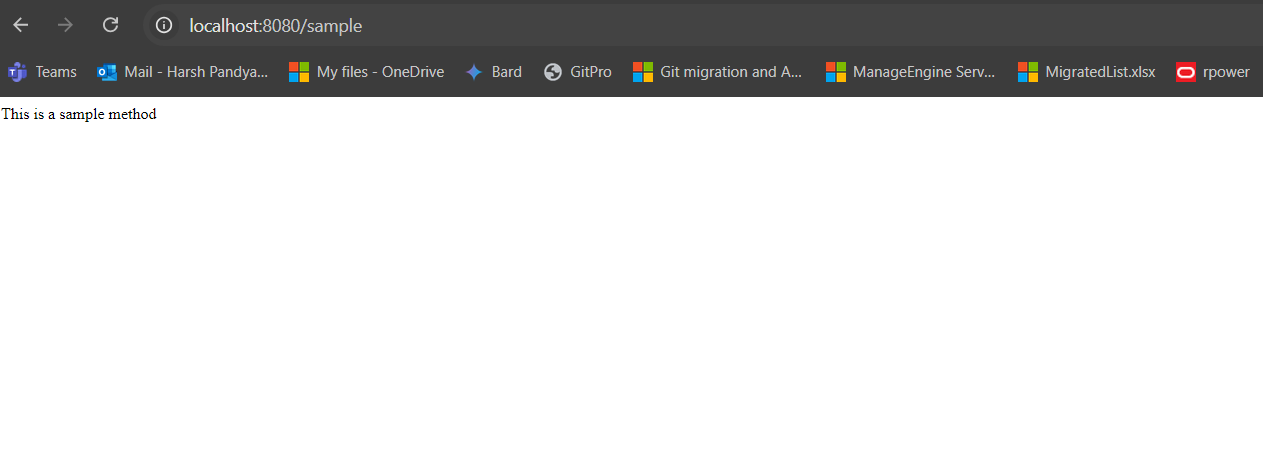 localhost:8080/sample
Teams Mail - Harsh Pandya... My files - OneDrive Bard GitPro Git migration and A... ManageEngine Serv... MigratedList.xlsx rpower
This is a sample method